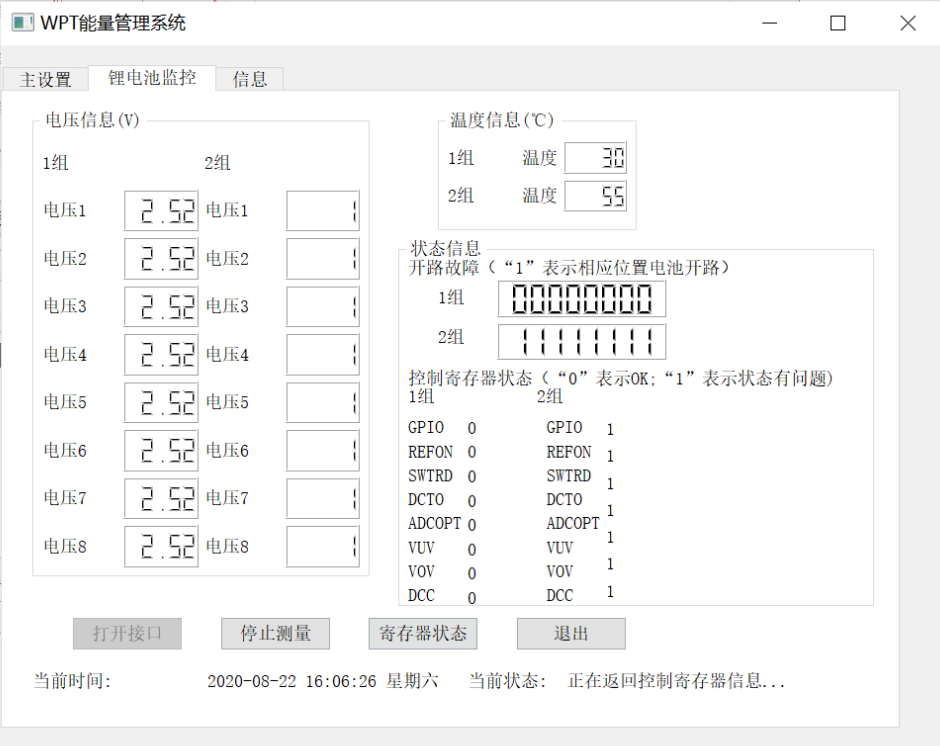 WPT能量管理系统
主设置 锂电池监控 信息
电压信息(V)
1组 2组
电压1 2.52 电压1 1
电压2 2.52 电压2 1
电压3 2.52 电压3 1
电压4 2.52 电压4 1
电压5 2.52 电压5 1
电压6 2.52 电压6 1
电压7 2.52 电压7 1
电压8 2.52 电压8 1
温度信息(℃)
1组 温度 30
2组 温度 55
状态信息
开路故障（“1”表示相应位置电池开路）
1组 00000000
2组 11111111
控制寄存器状态（“0”表示OK;“1”表示状态有问题)
1组 2组
GPIO 0 GPIO 1
REFON 0 REFON 1
SWTRD 0 SWTRD 1
DCTO 0 DCTO 1
ADCOPT 0 ADCOPT 1
VUV 0 VUV 1
VOV 0 VOV 1
DCC 0 DCC
打开接口 停止测量 寄存器状态 退出
当前时间: 2020-08-22 16:06:26 星期六 当前状态: 正在返回控制寄存器信息...